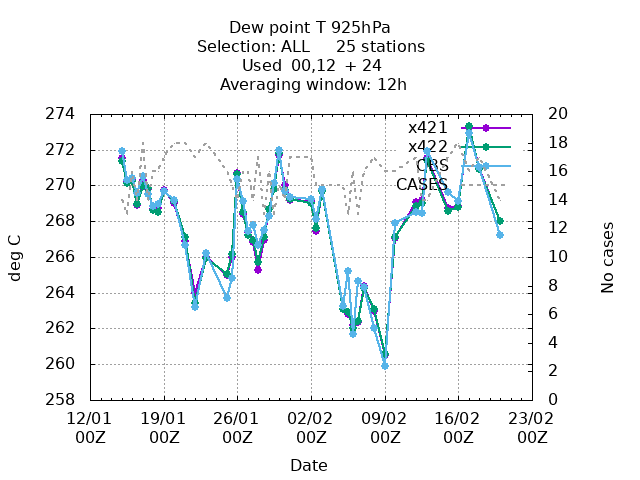 Dew point T 925hPa
Selection: ALL     25 stations
Used  00,12  + 24
Averaging window: 12h
274
272
270
268
266
264
262
260
258
20
18
16
14
12
10
8
6
4
2
0
x421
x422
OBS
CASES
deg C
No cases
12/01 19/01 26/01 02/02 09/02 16/02 23/02
00Z 00Z 00Z 00Z 00Z 00Z 00Z
Date